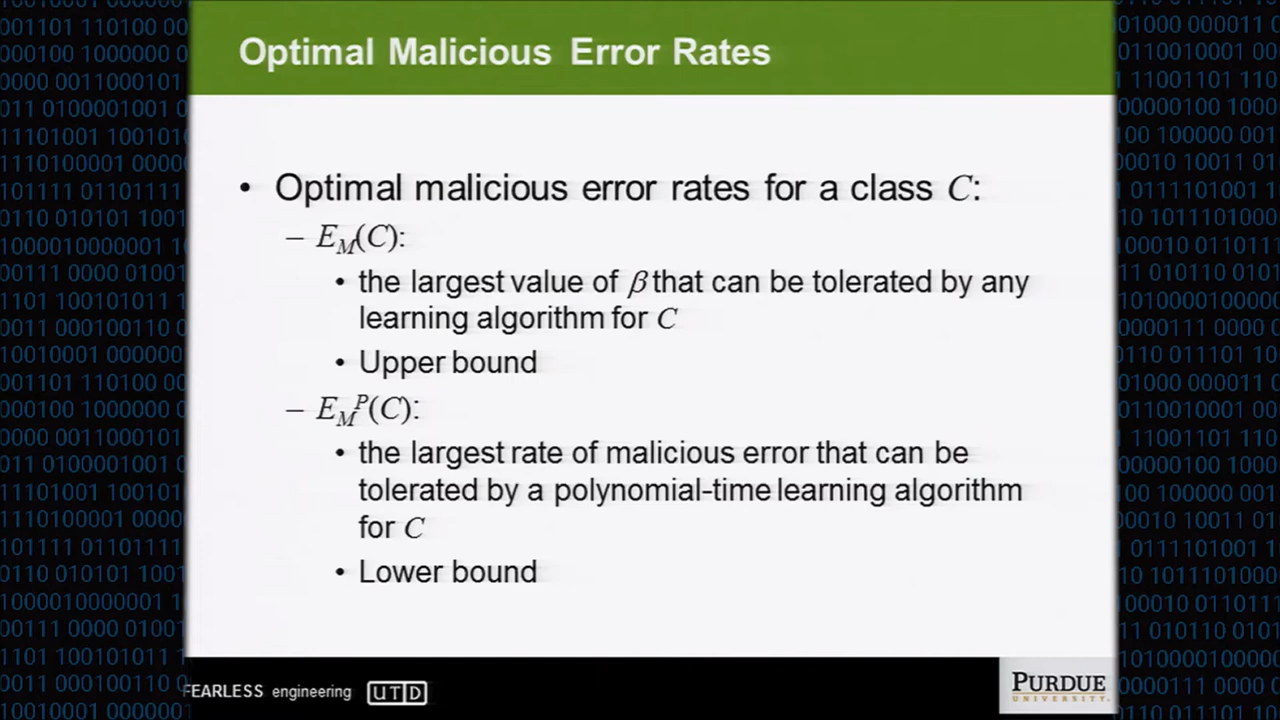 Optimal Malicious Error Rates
• Optimal malicious error rates for a class C:
– E_M(C):
• the largest value of β that can be tolerated by any
learning algorithm for C
• Upper bound
– E_M^P(C):
• the largest rate of malicious error that can be
tolerated by a polynomial-time learning algorithm
for C
• Lower bound
FEARLESS engineering UTD
PURDUE
UNIVERSITY